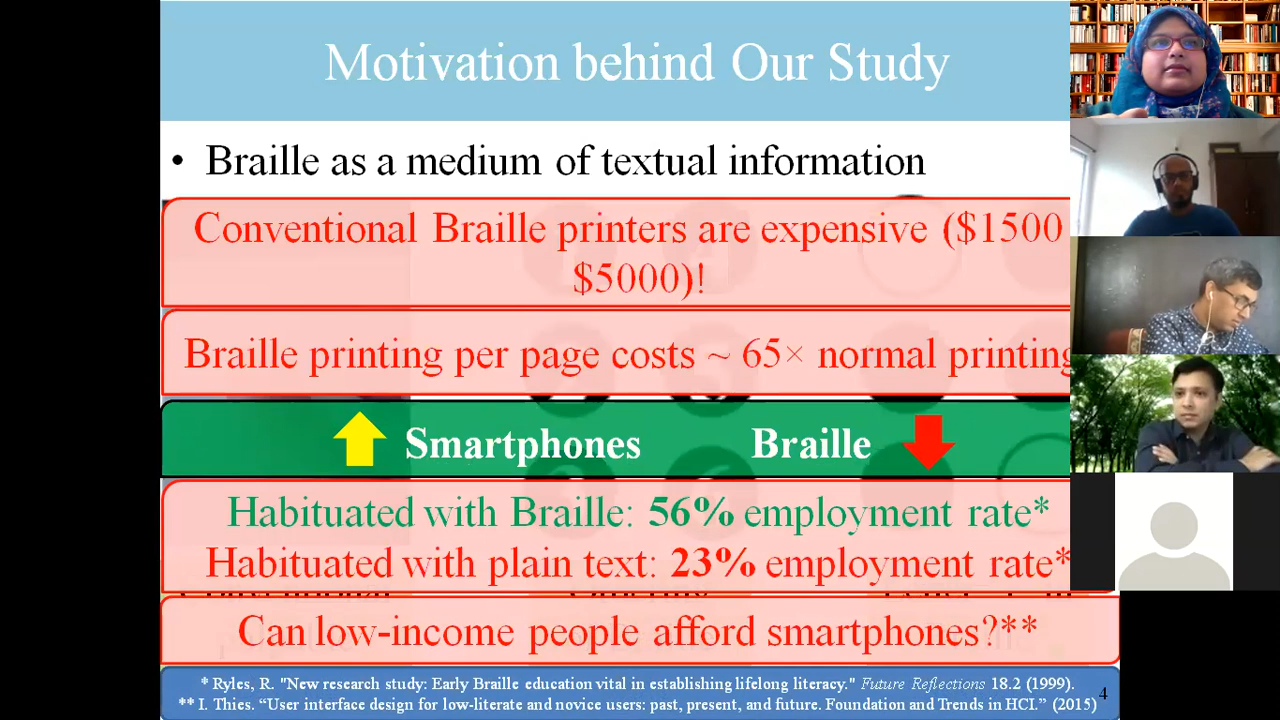 Motivation behind Our Study
• Braille as a medium of textual information
Conventional Braille printers are expensive ($1500
$5000)!
Braille printing per page costs ~ 65× normal printing
Smartphones Braille
Habituated with Braille: 56% employment rate*
Habituated with plain text: 23% employment rate*
Can low-income people afford smartphones?**
* Ryles, R. "New research study: Early Braille education vital in establishing lifelong literacy." Future Reflections 18.2 (1999).
** I. Thies. “User interface design for low-literate and novice users: past, present, and future. Foundation and Trends in HCI.” (2015)
4